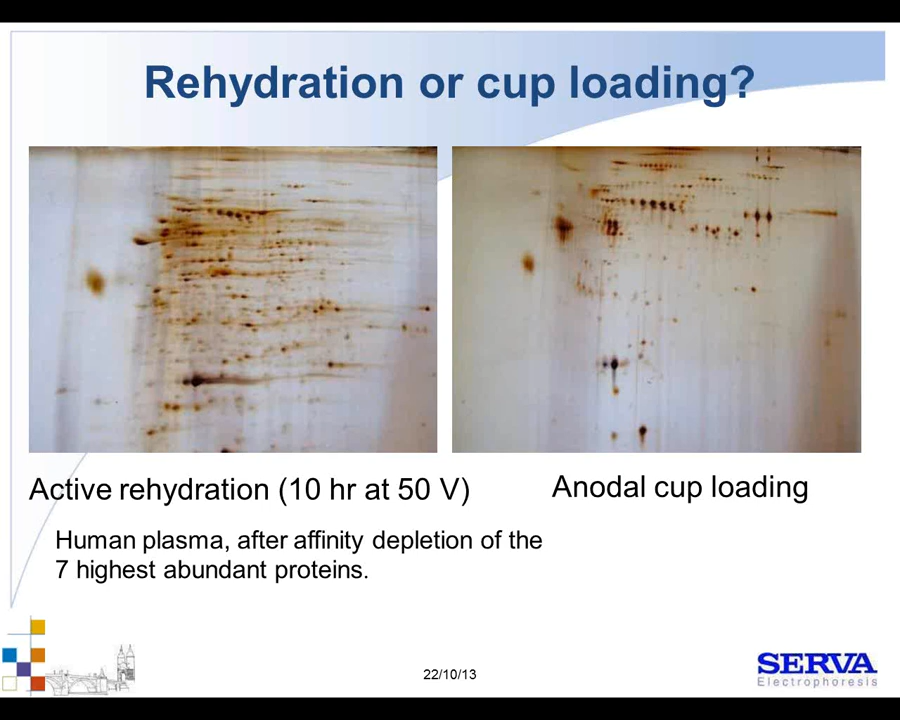 Rehydration or cup loading?
Active rehydration (10 hr at 50 V)
Anodal cup loading
Human plasma, after affinity depletion of the
7 highest abundant proteins.
22/10/13
SERVA
Electrophoresis